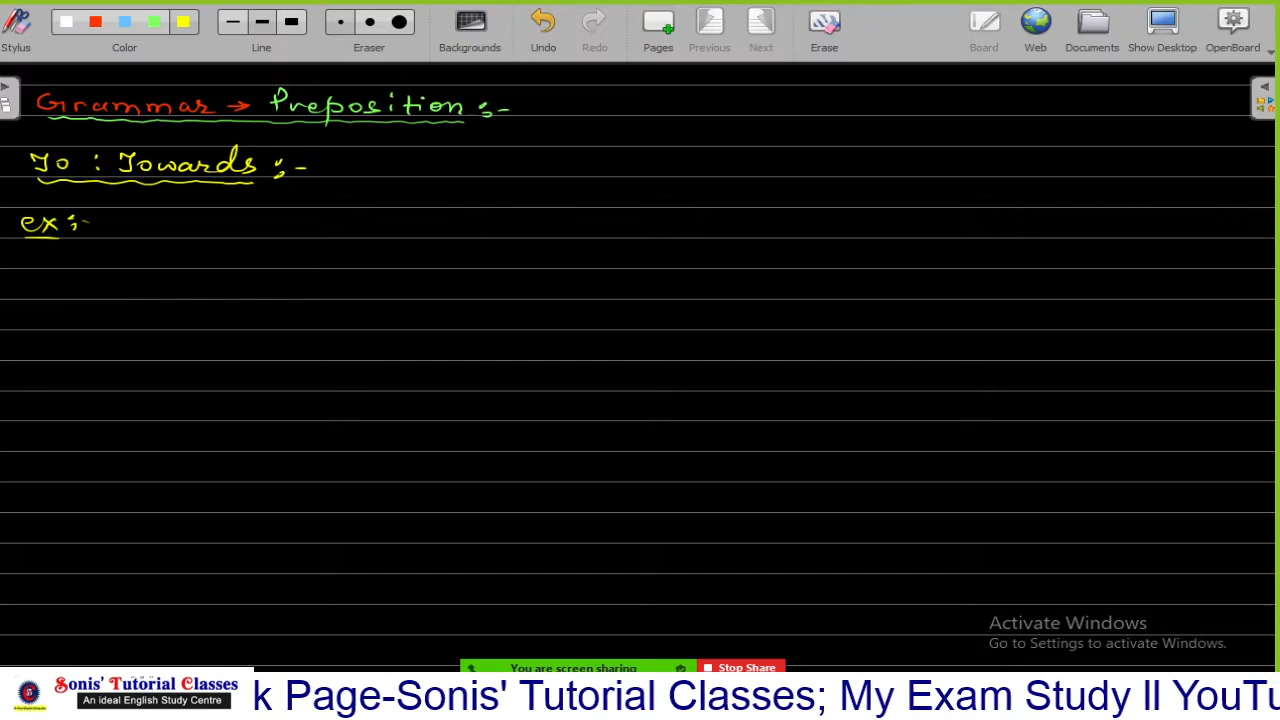 Stylus Color Line Eraser Backgrounds Undo Redo Pages Previous Next Erase Board Web Documents Show Desktop OpenBoard
Grammar → Preposition :-
To : Towards :-
ex :-
Activate Windows
Go to Settings to activate Windows.
You are screen sharing Stop Share
Sonis' Tutorial Classes
An ideal English Study Centre
k Page-Sonis' Tutorial Classes; My Exam Study ll YouTu